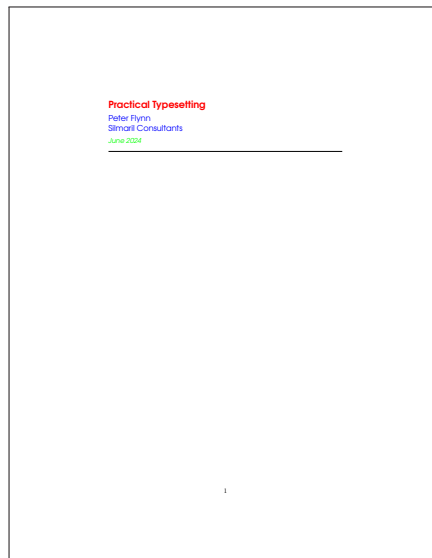 Practical Typesetting
Peter Flynn
Silmaril Consultants
June 2024
1